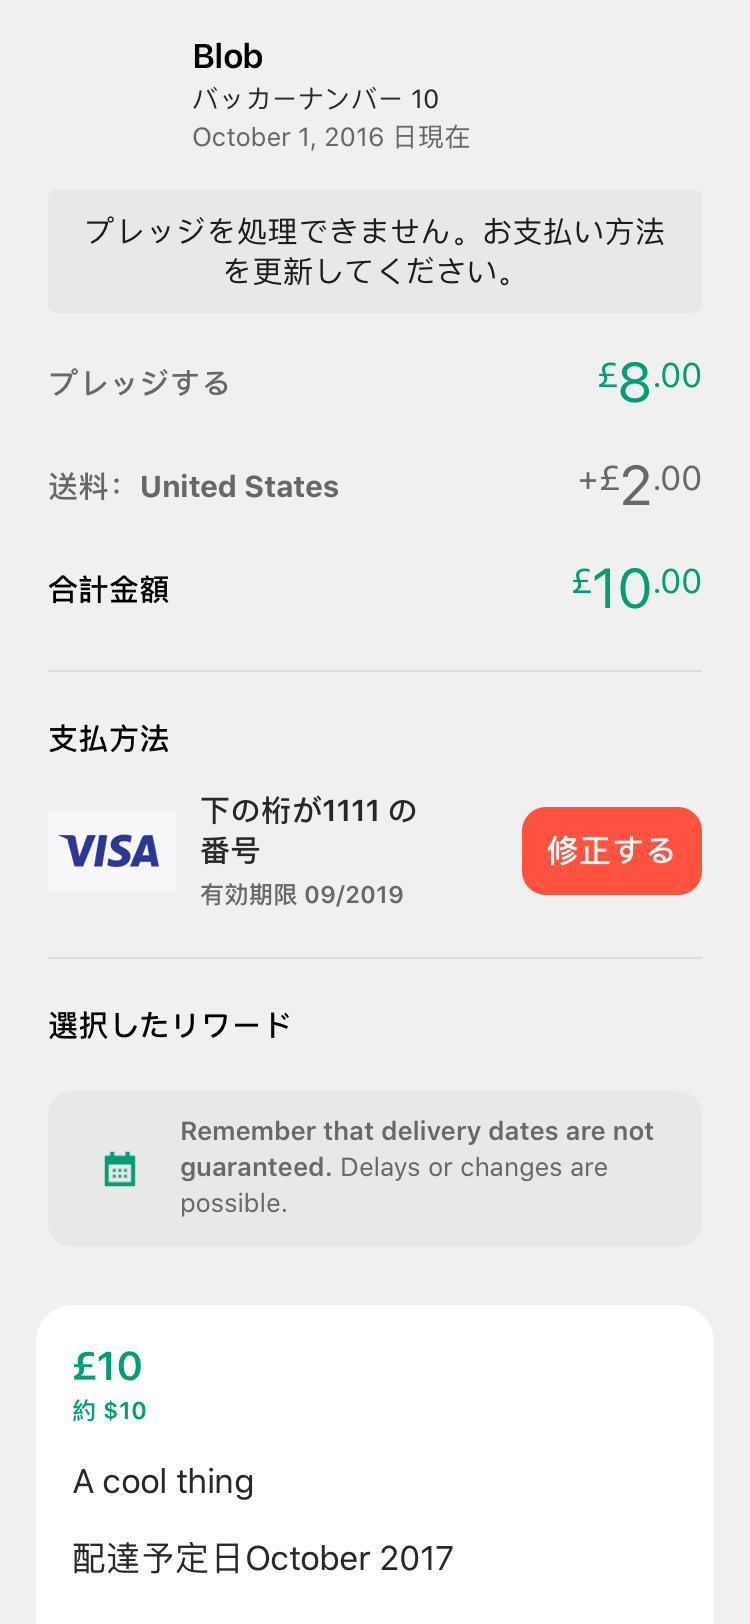 Blob
バッカーナンバー 10
October 1, 2016 日現在
プレッジを処理できません。お支払い方法
を更新してください。
プレッジする £8.00
送料： United States +£2.00
合計金額 £10.00
支払方法
VISA
下の桁が1111 の
番号
有効期限 09/2019
修正する
選択したリワード
Remember that delivery dates are not
guaranteed. Delays or changes are
possible.
£10
約 $10
A cool thing
配達予定日October 2017